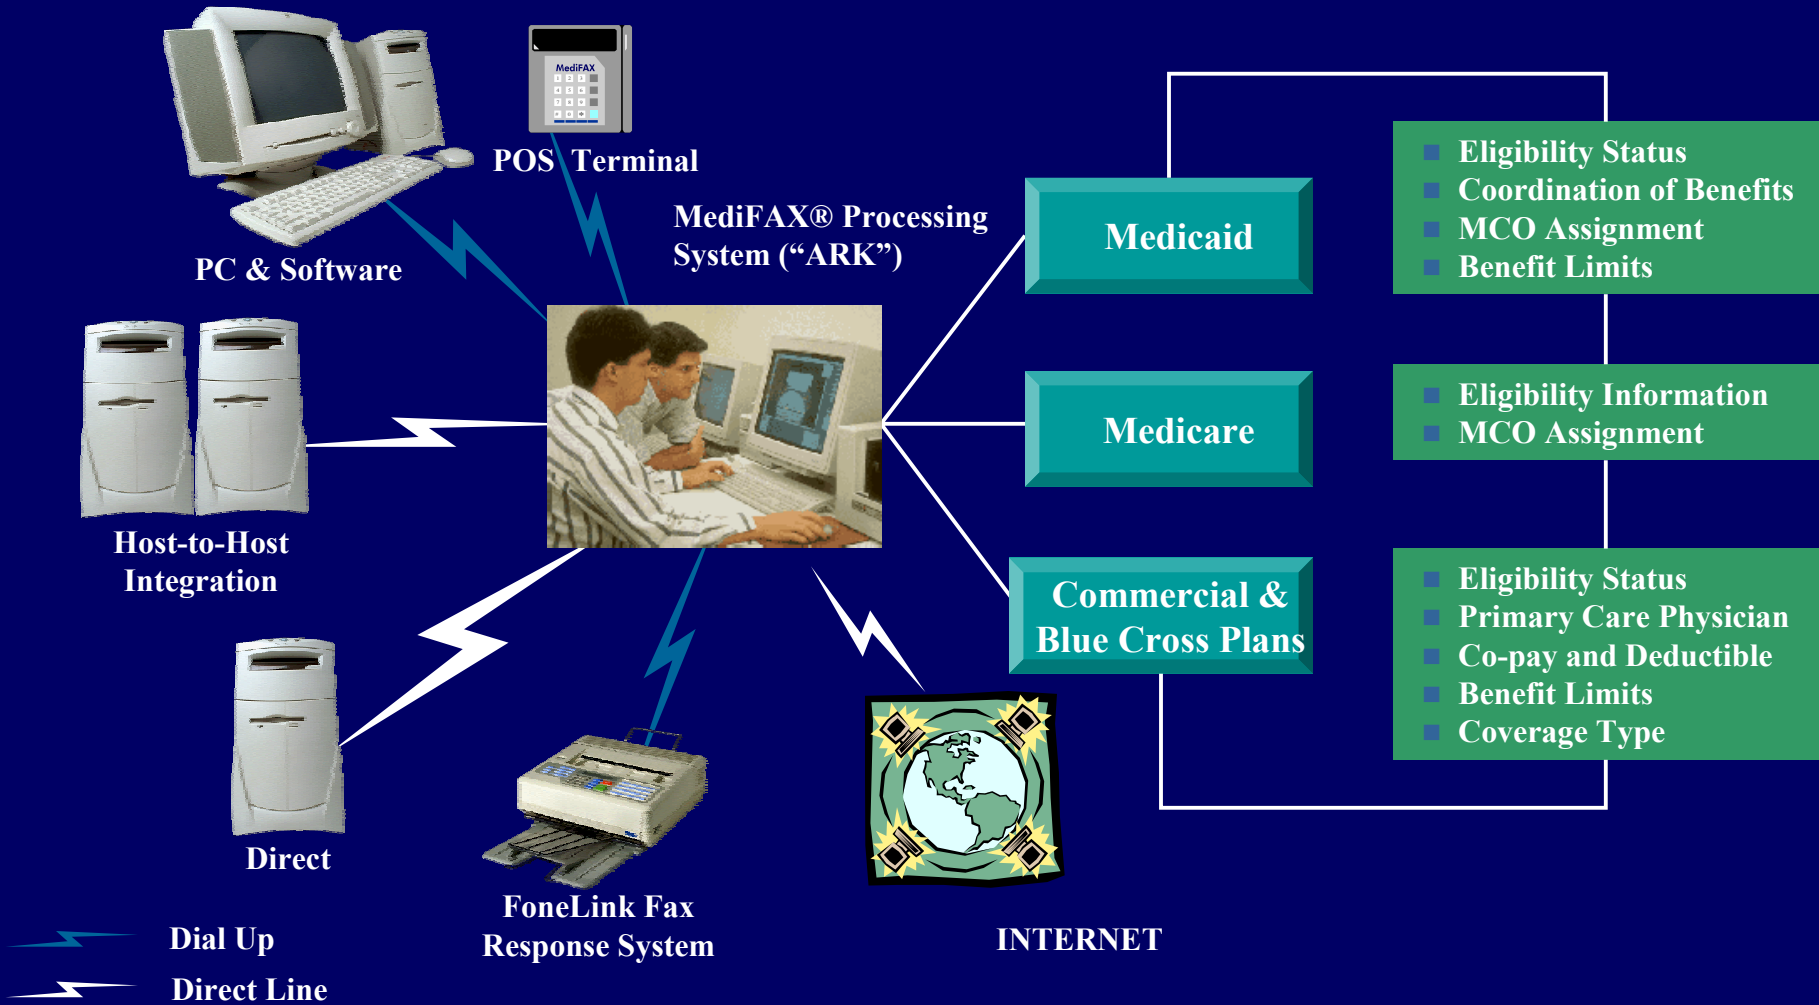 MediFAX
POS Terminal
PC & Software
MediFAX® Processing
System (“ARK”)
Host-to-Host
Integration
Direct
FoneLink Fax
Response System
INTERNET
Dial Up
Direct Line
Medicaid
Medicare
Commercial &
Blue Cross Plans
Eligibility Status
Coordination of Benefits
MCO Assignment
Benefit Limits
Eligibility Information
MCO Assignment
Eligibility Status
Primary Care Physician
Co-pay and Deductible
Benefit Limits
Coverage Type